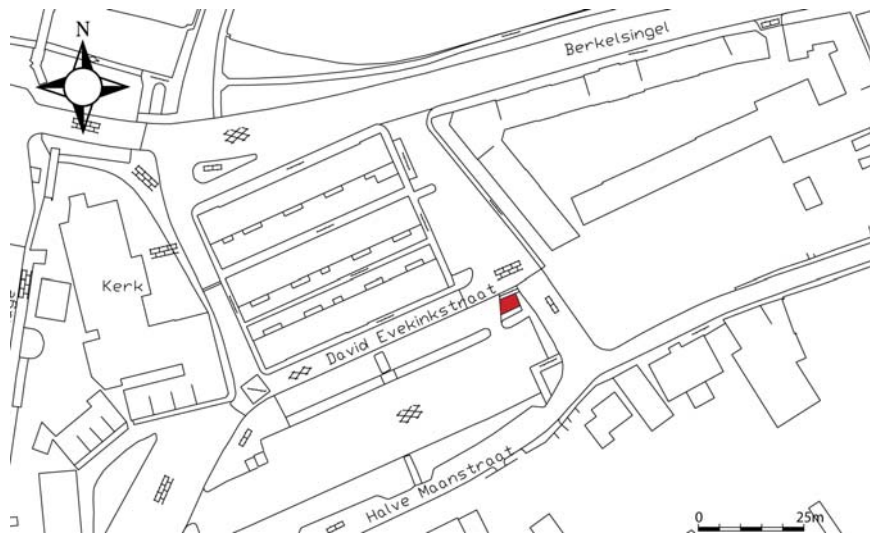 N
Berkelsingel
Kerk
David Evekinkstraat
Halve Maanstraat
0 25m